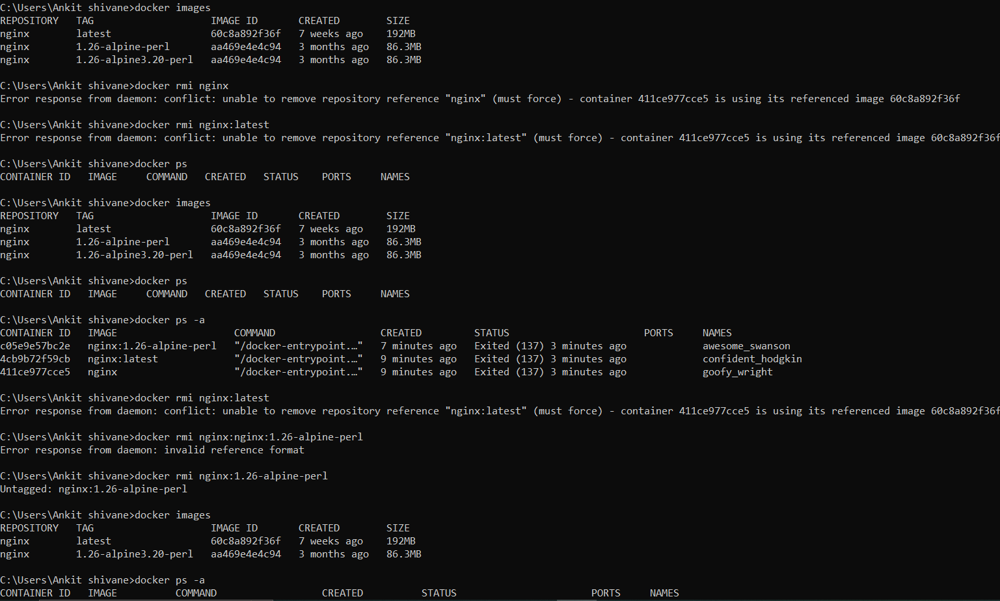 C:\Users\Ankit shivane>docker images
REPOSITORY   TAG                    IMAGE ID       CREATED        SIZE
nginx        latest                 60c8a892f36f   7 weeks ago    192MB
nginx        1.26-alpine-perl       aa469e4e4c94   3 months ago   86.3MB
nginx        1.26-alpine3.20-perl   aa469e4e4c94   3 months ago   86.3MB
C:\Users\Ankit shivane>docker rmi nginx
Error response from daemon: conflict: unable to remove repository reference "nginx" (must force) - container 411ce977cce5 is using its referenced image 60c8a892f36f
C:\Users\Ankit shivane>docker rmi nginx:latest
Error response from daemon: conflict: unable to remove repository reference "nginx:latest" (must force) - container 411ce977cce5 is using its referenced image 60c8a892f36f
C:\Users\Ankit shivane>docker ps
CONTAINER ID   IMAGE     COMMAND   CREATED   STATUS    PORTS     NAMES
C:\Users\Ankit shivane>docker images
REPOSITORY   TAG                    IMAGE ID       CREATED        SIZE
nginx        latest                 60c8a892f36f   7 weeks ago    192MB
nginx        1.26-alpine-perl       aa469e4e4c94   3 months ago   86.3MB
nginx        1.26-alpine3.20-perl   aa469e4e4c94   3 months ago   86.3MB
C:\Users\Ankit shivane>docker ps
CONTAINER ID   IMAGE     COMMAND   CREATED   STATUS    PORTS     NAMES
C:\Users\Ankit shivane>docker ps -a
CONTAINER ID   IMAGE                    COMMAND                  CREATED         STATUS                       PORTS     NAMES
c05e9e57bc2e   nginx:1.26-alpine-perl   "/docker-entrypoint.…"   7 minutes ago   Exited (137) 3 minutes ago             awesome_swanson
4cb9b72f59cb   nginx:latest             "/docker-entrypoint.…"   9 minutes ago   Exited (137) 3 minutes ago             confident_hodgkin
411ce977cce5   nginx                    "/docker-entrypoint.…"   9 minutes ago   Exited (137) 3 minutes ago             goofy_wright
C:\Users\Ankit shivane>docker rmi nginx:latest
Error response from daemon: conflict: unable to remove repository reference "nginx:latest" (must force) - container 411ce977cce5 is using its referenced image 60c8a892f36f
C:\Users\Ankit shivane>docker rmi nginx:nginx:1.26-alpine-perl
Error response from daemon: invalid reference format
C:\Users\Ankit shivane>docker rmi nginx:1.26-alpine-perl
Untagged: nginx:1.26-alpine-perl
C:\Users\Ankit shivane>docker images
REPOSITORY   TAG                    IMAGE ID       CREATED        SIZE
nginx        latest                 60c8a892f36f   7 weeks ago    192MB
nginx        1.26-alpine3.20-perl   aa469e4e4c94   3 months ago   86.3MB
C:\Users\Ankit shivane>docker ps -a
CONTAINER ID   IMAGE          COMMAND                  CREATED          STATUS                       PORTS     NAMES